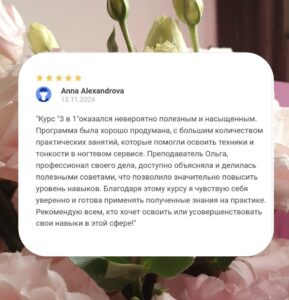 Anna Alexandrova
13.11.2024
"Курс "3 в 1"оказался невероятно полезным и насыщенным.
Программа была хорошо продумана, с большим количеством
практических занятий, которые помогли освоить техники и
тонкости в ногтевом сервисе. Преподаватель Ольга,
профессионал своего дела, доступно объясняла и делилась
полезными советами, что позволило значительно повысить
уровень навыков. Благодаря этому курсу я чувствую себя
уверенно и готова применять полученные знания на практике.
Рекомендую всем, кто хочет освоить или усовершенствовать
свои навыки в этой сфере!"